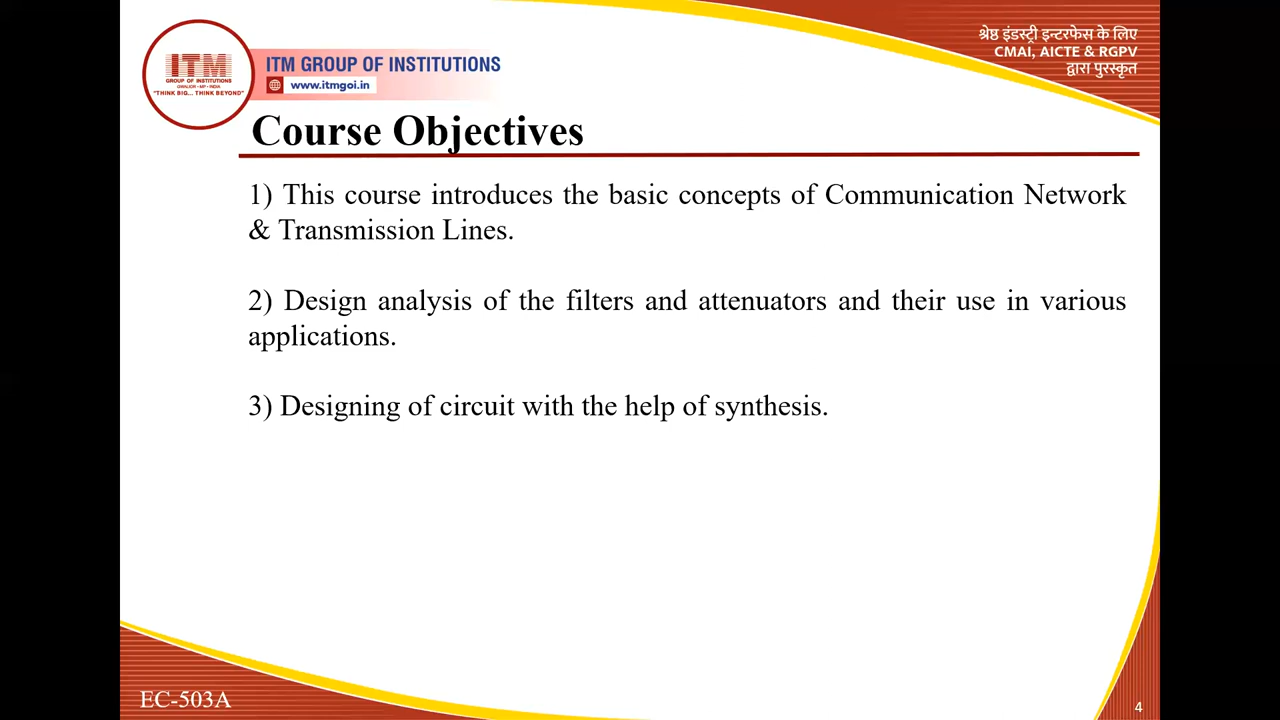 ITM
GROUP OF INSTITUTIONS
GWALIOR • MP • INDIA
"THINK BIG... THINK BEYOND"
ITM GROUP OF INSTITUTIONS
www.itmgoi.in
श्रेष्ठ इंडस्ट्री इन्टरफेस के लिए
CMAI, AICTE & RGPV
द्वारा पुरस्कृत
Course Objectives
1) This course introduces the basic concepts of Communication Network
& Transmission Lines.
2) Design analysis of the filters and attenuators and their use in various
applications.
3) Designing of circuit with the help of synthesis.
EC-503A
4